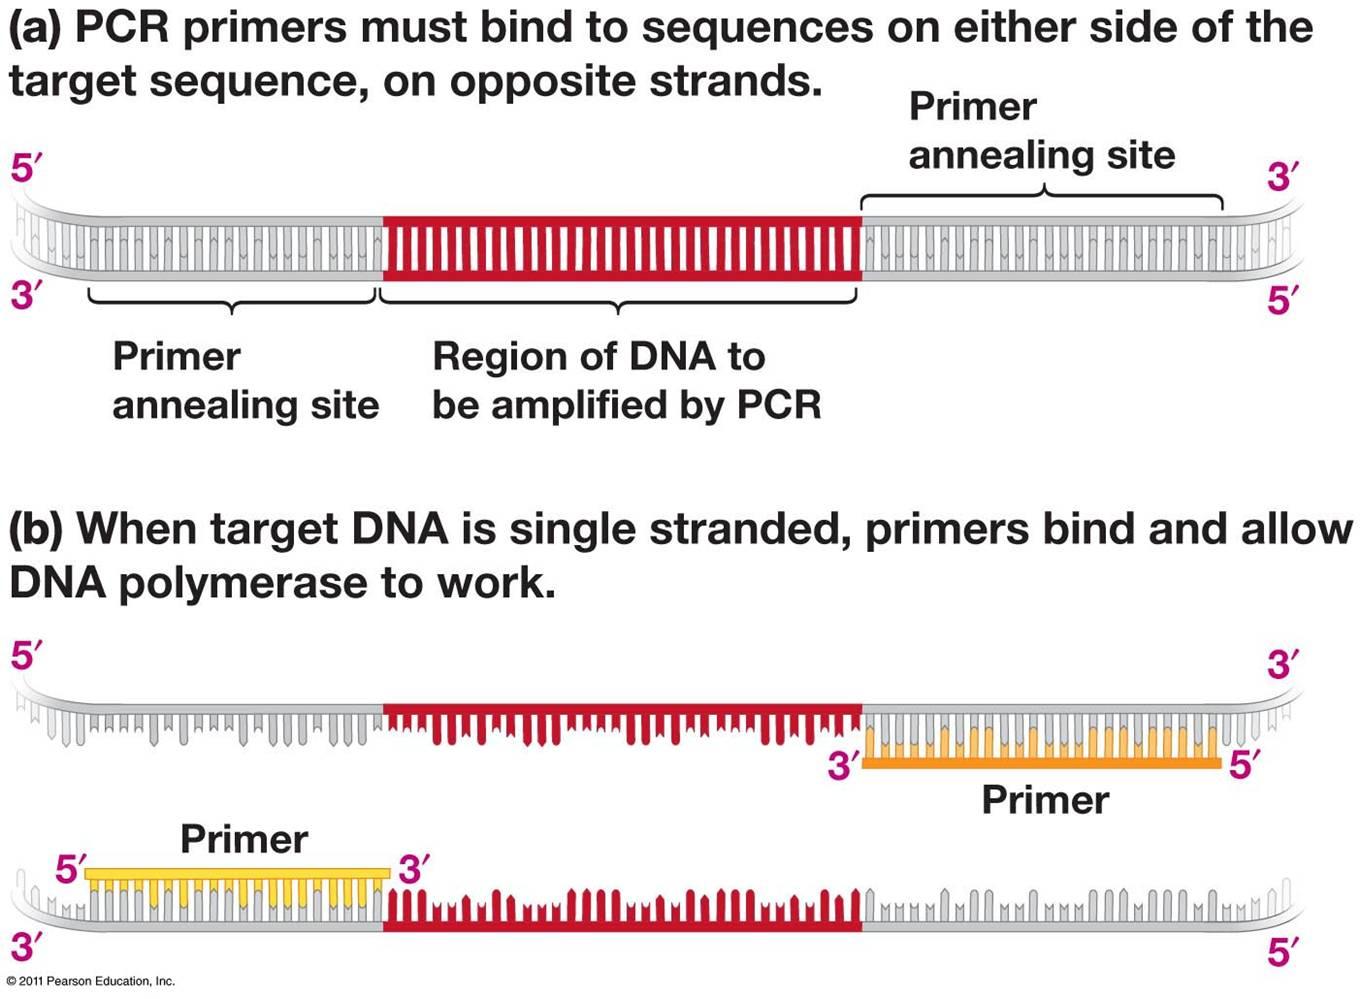 (a) PCR primers must bind to sequences on either side of the
target sequence, on opposite strands.
Primer
annealing site
5′
3′
3′
5′
Primer
annealing site
Region of DNA to
be amplified by PCR
(b) When target DNA is single stranded, primers bind and allow
DNA polymerase to work.
5′
3′
3′
5′
Primer
Primer
5′
3′
3′
5′
© 2011 Pearson Education, Inc.